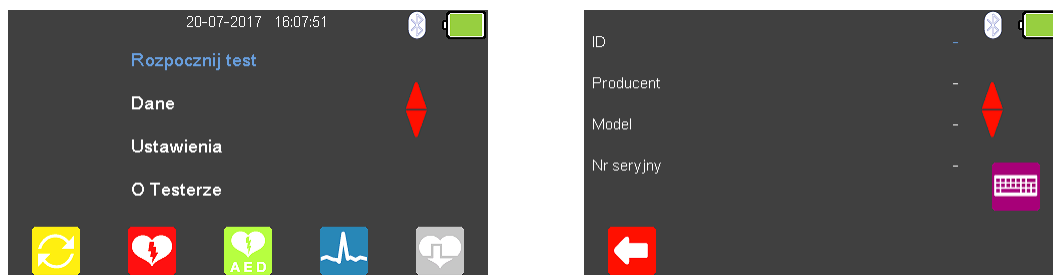 20-07-2017 16:07:51
Rozpocznij test
Dane
Ustawienia
O Testerze
AED
ID -
Producent -
Model -
Nr seryjny -